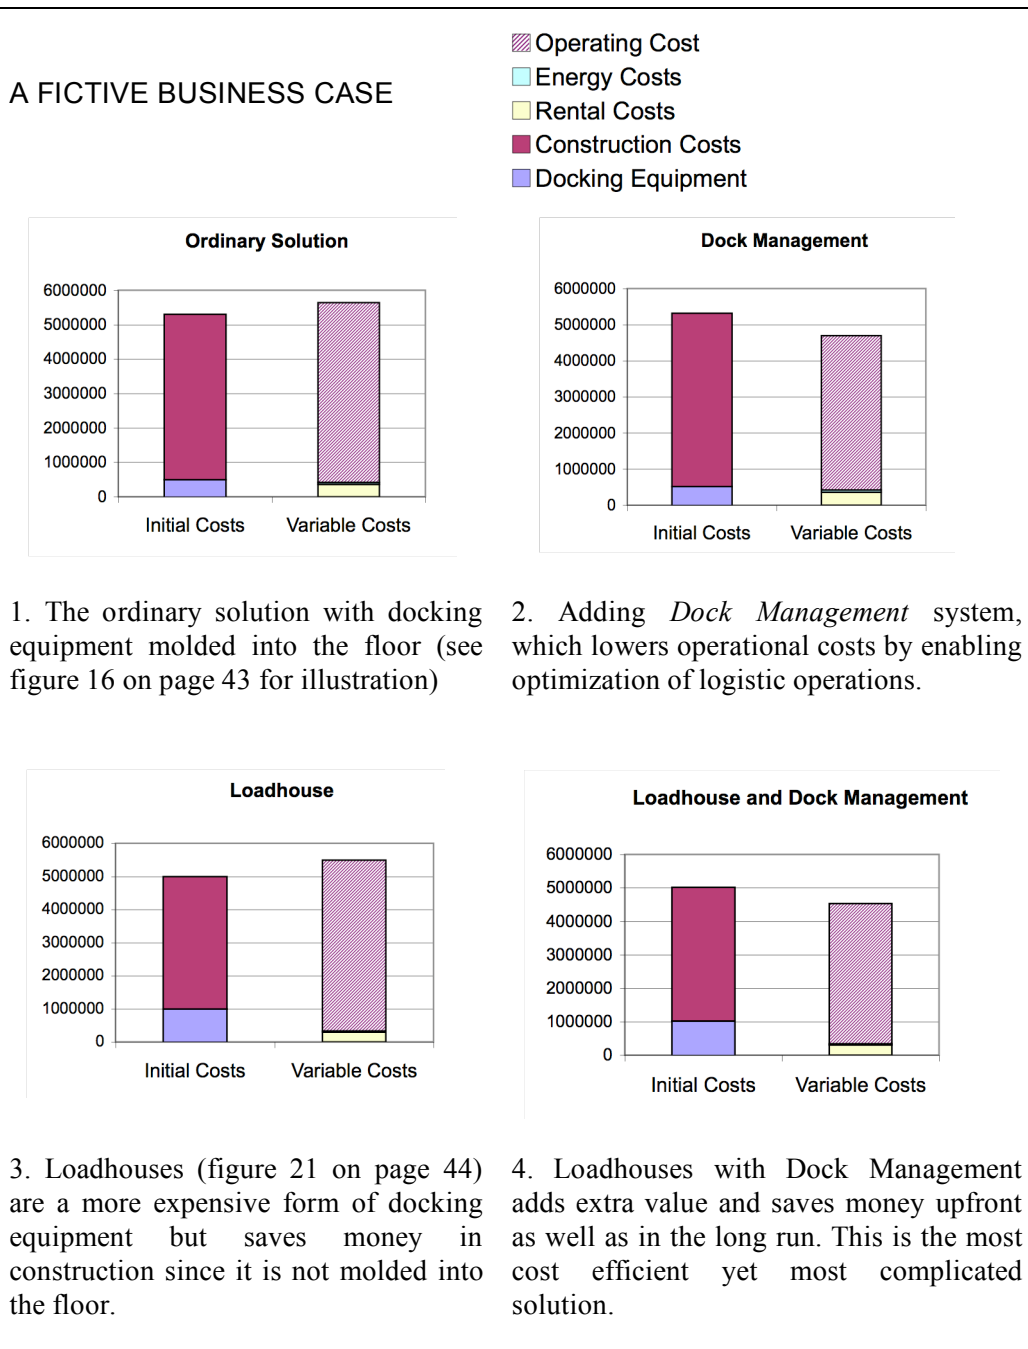 A FICTIVE BUSINESS CASE
Operating Cost
Energy Costs
Rental Costs
Construction Costs
Docking Equipment
Ordinary Solution
6000000
5000000
4000000
3000000
2000000
1000000
0
Initial Costs Variable Costs
Dock Management
6000000
5000000
4000000
3000000
2000000
1000000
0
Initial Costs Variable Costs
1. The ordinary solution with docking
equipment molded into the floor (see
figure 16 on page 43 for illustration)
2. Adding Dock Management system,
which lowers operational costs by enabling
optimization of logistic operations.
Loadhouse
6000000
5000000
4000000
3000000
2000000
1000000
0
Initial Costs Variable Costs
Loadhouse and Dock Management
6000000
5000000
4000000
3000000
2000000
1000000
0
Initial Costs Variable Costs
3. Loadhouses (figure 21 on page 44)
are a more expensive form of docking
equipment but saves money in
construction since it is not molded into
the floor.
4. Loadhouses with Dock Management
adds extra value and saves money upfront
as well as in the long run. This is the most
cost efficient yet most complicated
solution.